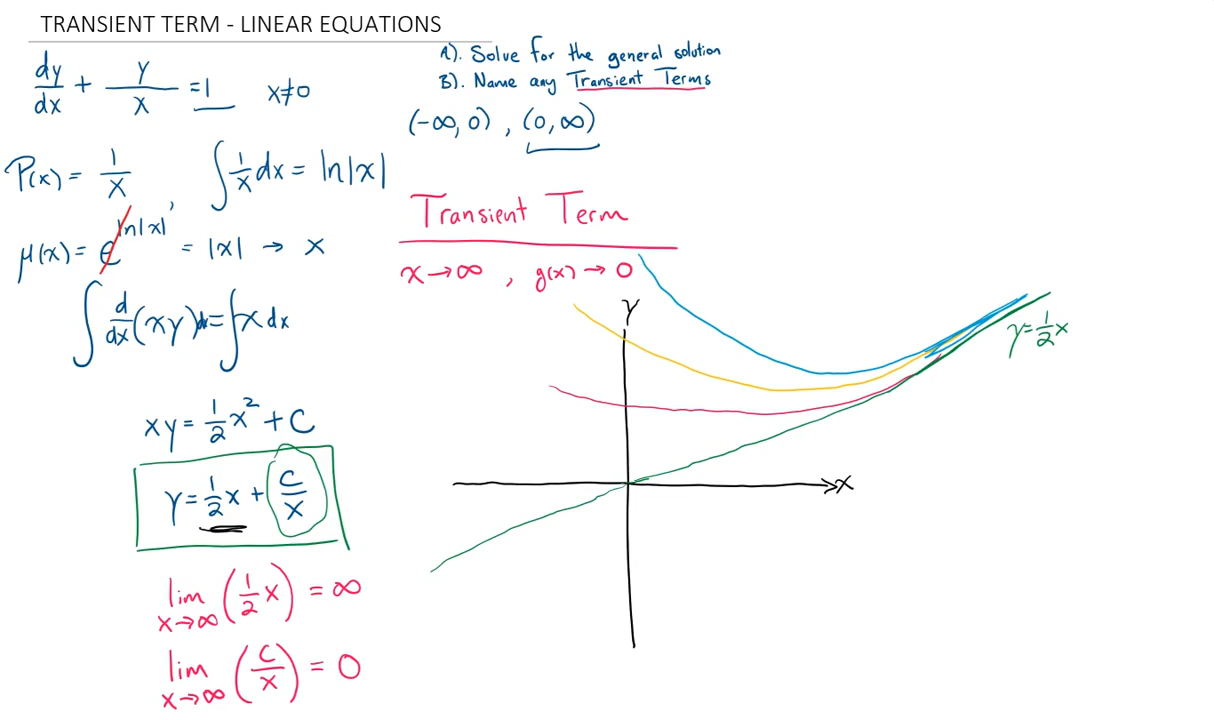 TRANSIENT TERM - LINEAR EQUATIONS
A). Solve for the general solution
B). Name any Transient Terms
dy/dx + y/x = 1    x≠0
(-∞, 0) , (0, ∞)
P(x) = 1/x , ∫ 1/x dx = ln|x|
μ(x) = e^ln|x| = |x| → x
∫ d/dx (xy) dx = ∫ x dx
xy = 1/2 x² + C
y = 1/2 x + C/x
lim x→∞ (1/2 x) = ∞
lim x→∞ (C/x) = 0
Transient Term
x→∞ , g(x)→0
y
y = 1/2 x
x